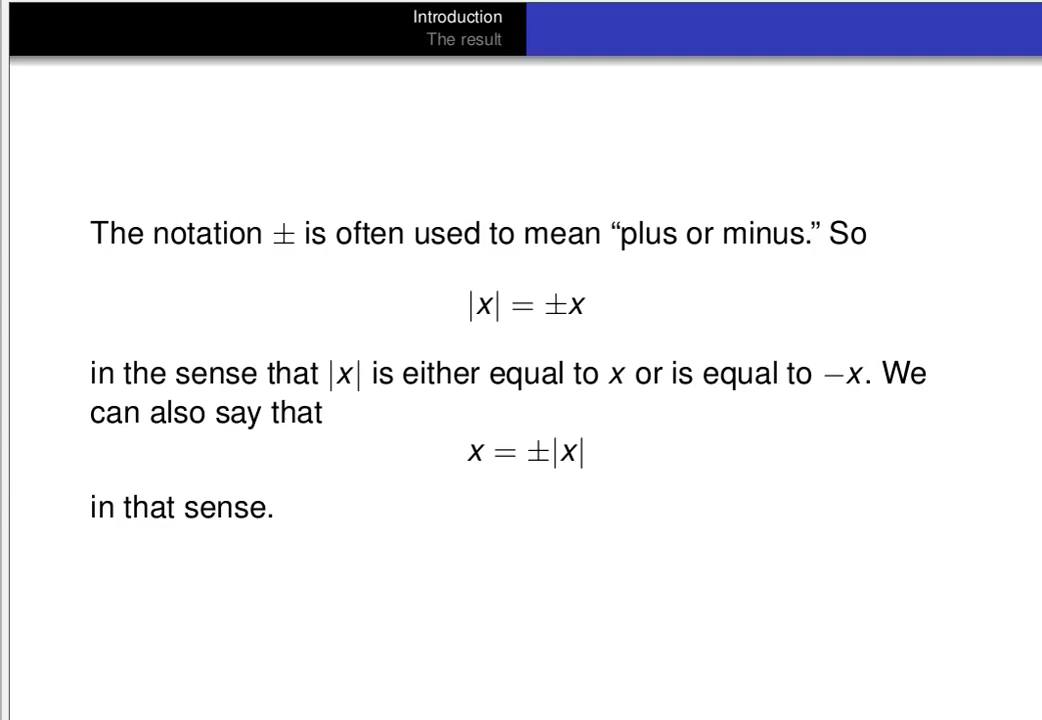 Introduction
The result
The notation ± is often used to mean “plus or minus.” So
|x| = ±x
in the sense that |x| is either equal to x or is equal to −x. We
can also say that
x = ±|x|
in that sense.